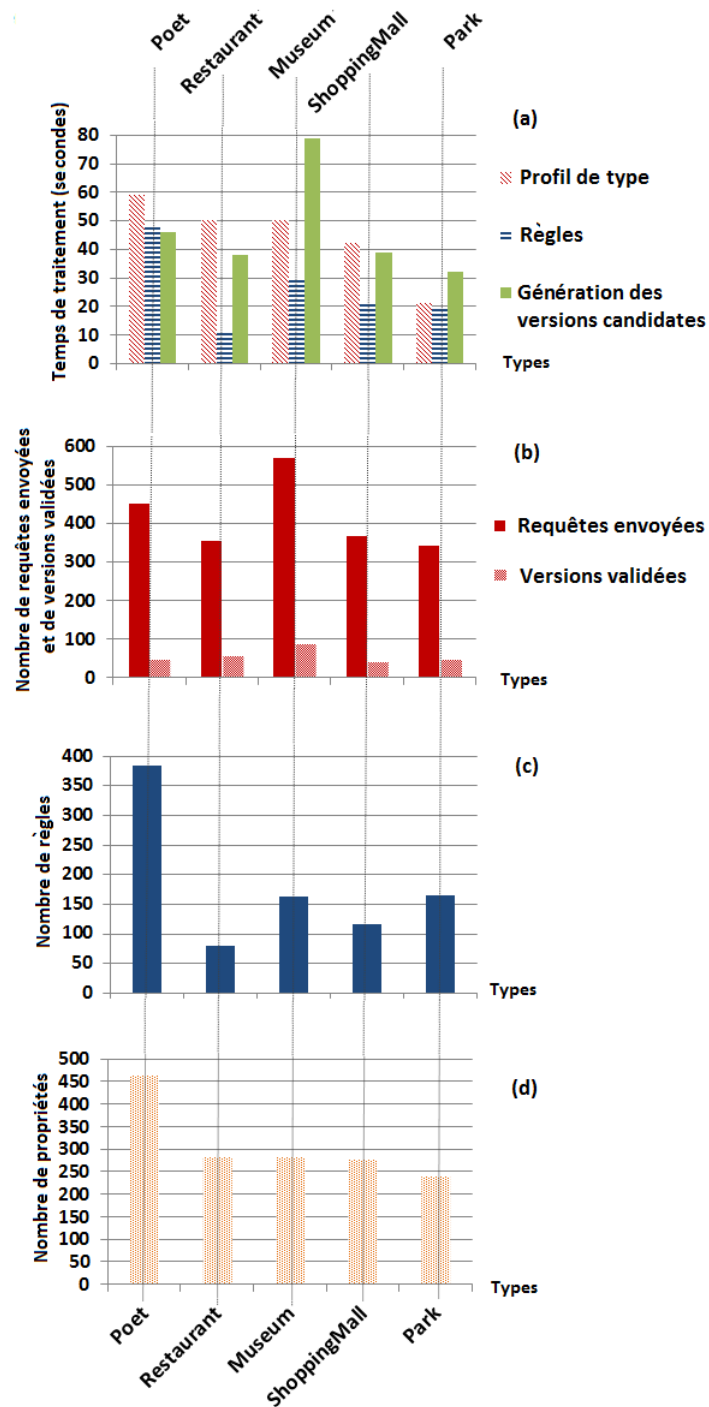 Poet
Restaurant
Museum
ShoppingMall
Park
(a)
Temps de traitement (se condes)
80
70
60
50
40
30
20
10
0
Profil de type
Règles
Génération des
versions candidates
Types
(b)
Nombre de requêtes envoyées
et de versions validées
600
500
400
300
200
100
0
Requêtes envoyées
Versions validées
Types
(c)
Nombre de règles
400
350
300
250
200
150
100
50
0
Types
(d)
Nombre de propriétés
500
450
400
350
300
250
200
150
100
50
0
Types
Poet
Restaurant
Museum
ShoppingMall
Park